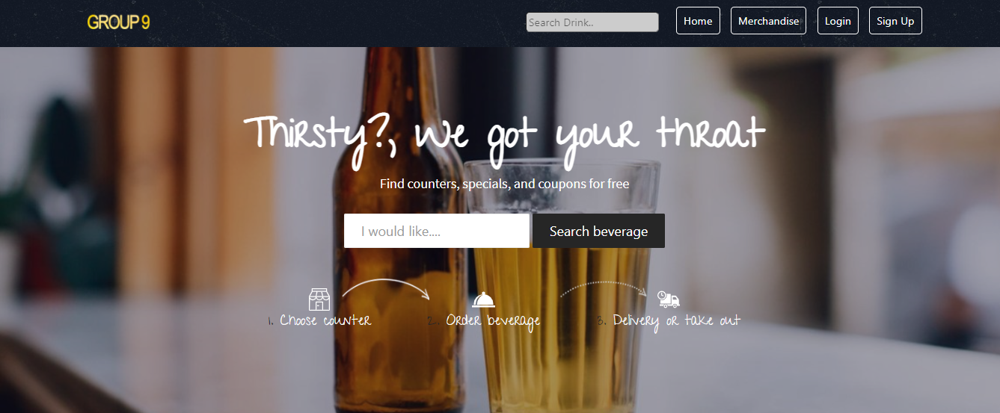 GROUP 9
Search Drink..
Home
Merchandise
Login
Sign Up
Thirsty?, we got your throat
Find counters, specials, and coupons for free
I would like....
Search beverage
1. Choose counter
2. Order beverage
3. Delivery or take out